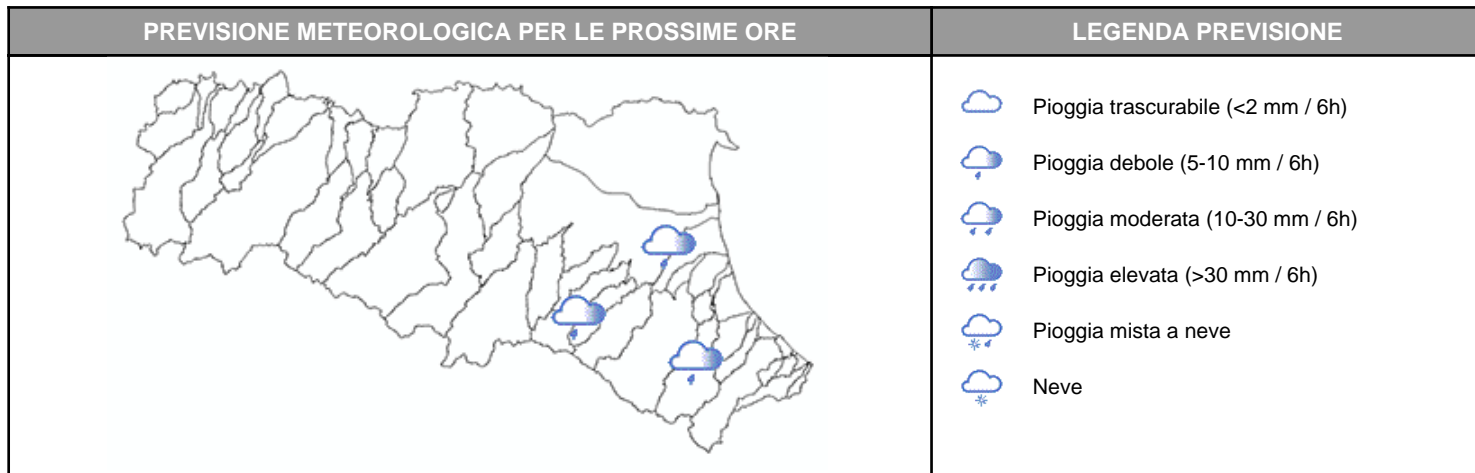 PREVISIONE METEOROLOGICA PER LE PROSSIME ORE
LEGENDA PREVISIONE
Pioggia trascurabile (<2 mm / 6h)
Pioggia debole (5-10 mm / 6h)
Pioggia moderata (10-30 mm / 6h)
Pioggia elevata (>30 mm / 6h)
Pioggia mista a neve
Neve